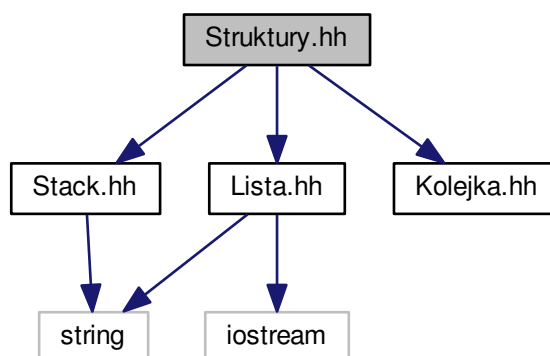 Struktury.hh
Stack.hh
Lista.hh
Kolejka.hh
string
iostream